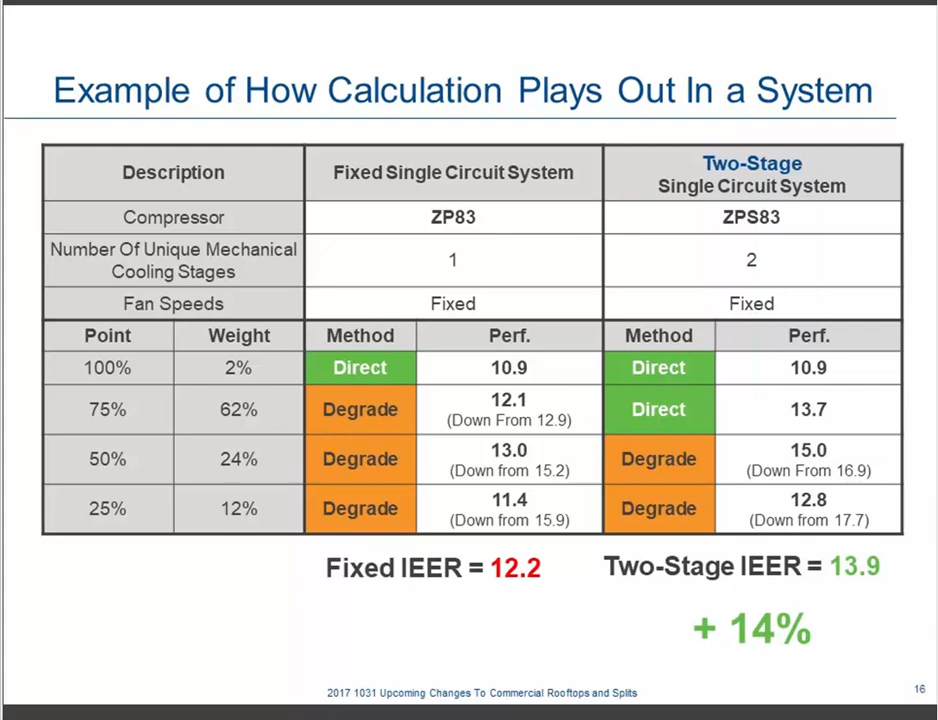 Example of How Calculation Plays Out In a System
Description
Fixed Single Circuit System
Two-Stage
Single Circuit System
Compressor
ZP83
ZPS83
Number Of Unique Mechanical
Cooling Stages
1
2
Fan Speeds
Fixed
Fixed
Point
Weight
Method
Perf.
Method
Perf.
100%
2%
Direct
10.9
Direct
10.9
75%
62%
Degrade
12.1
(Down From 12.9)
Direct
13.7
50%
24%
Degrade
13.0
(Down from 15.2)
Degrade
15.0
(Down From 16.9)
25%
12%
Degrade
11.4
(Down from 15.9)
Degrade
12.8
(Down from 17.7)
Fixed IEER = 12.2
Two-Stage IEER = 13.9
+ 14%
2017 1031 Upcoming Changes To Commercial Rooftops and Splits
16